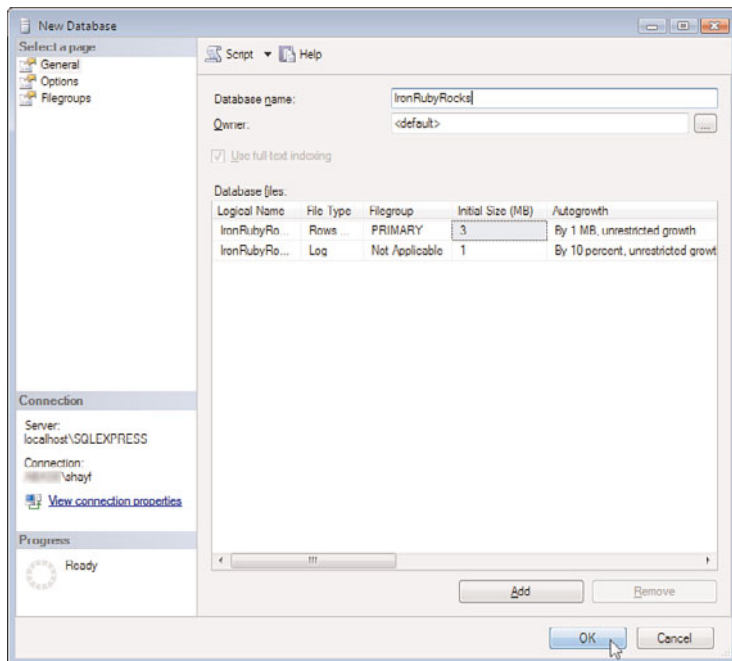 New Database
Select a page
General
Options
Filegroups
Script Help
Database name: IronRubyRocks
Owner: <default> ...
Use full-text indexing
Database files:
Logical Name File Type Filegroup Initial Size (MB) Autogrowth
IronRubyRo... Rows ... PRIMARY 3 By 1 MB, unrestricted growth
IronRubyRo... Log Not Applicable 1 By 10 percent, unrestricted growt
Connection
Server:
localhost\SQLEXPRESS
Connection:
\shayf
View connection properties
Progress
Ready
Add Remove
OK Cancel